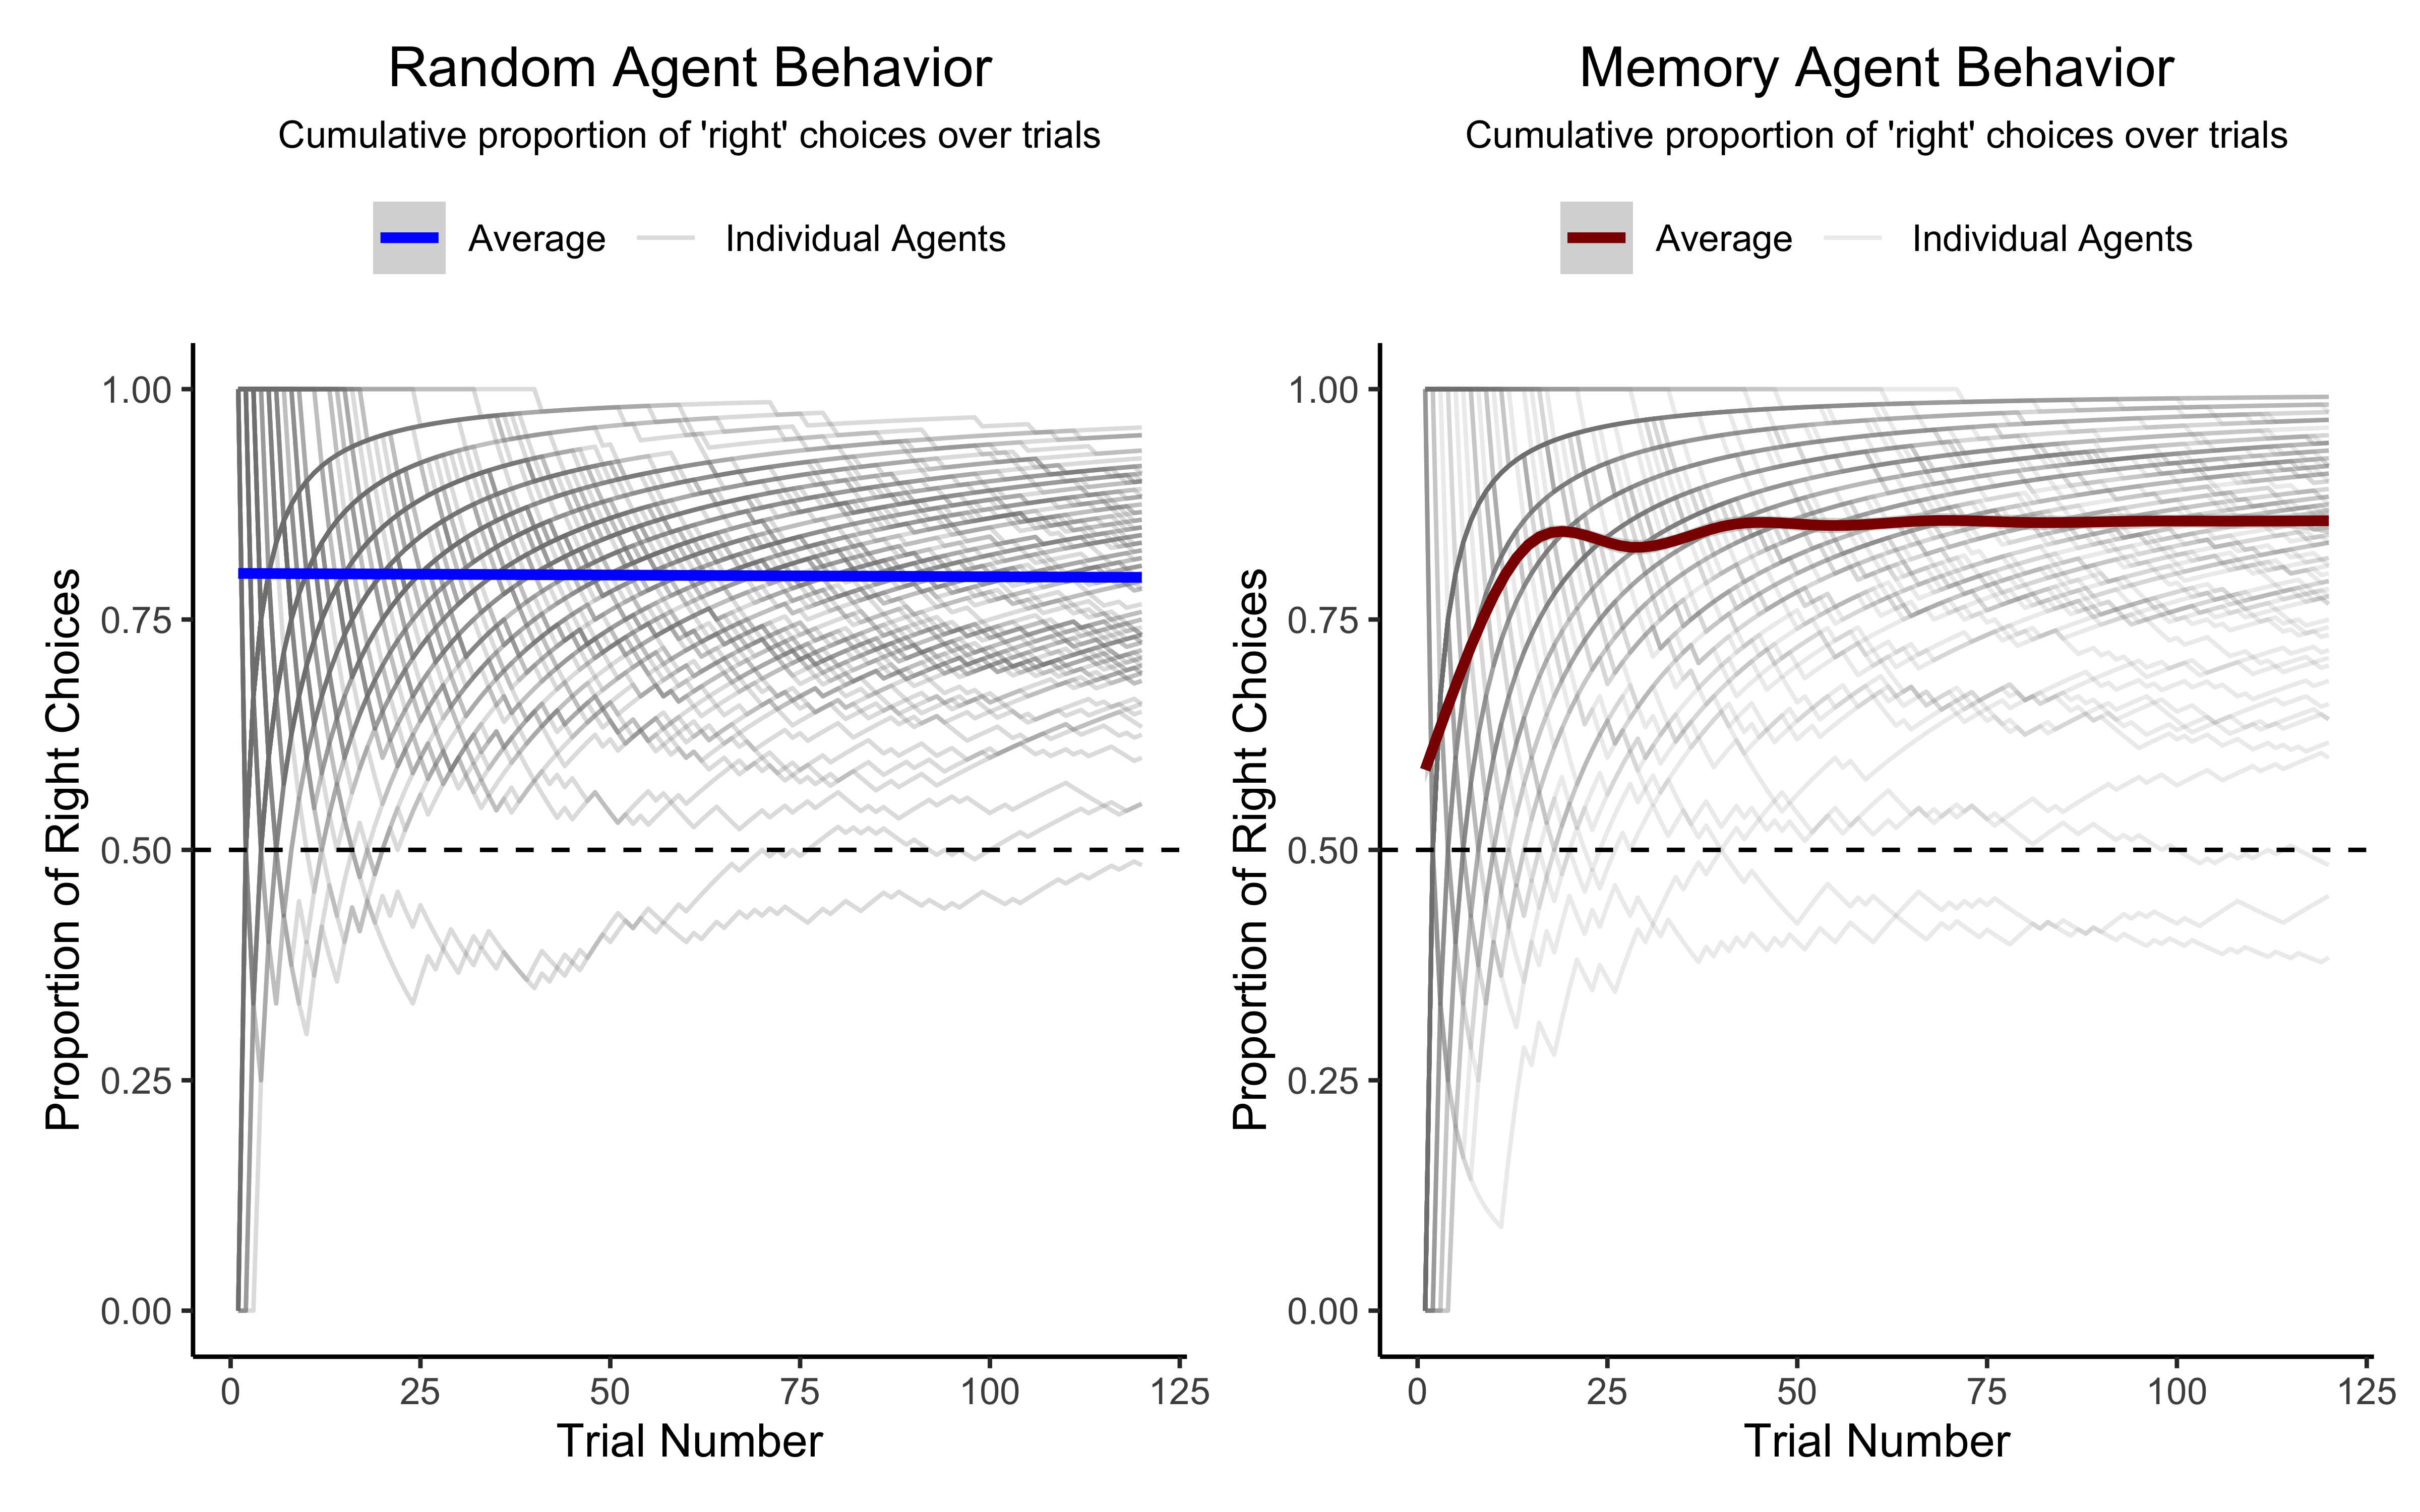 Random Agent Behavior
Cumulative proportion of 'right' choices over trials
Average
Individual Agents
Proportion of Right Choices
1.00
0.75
0.50
0.25
0.00
0
25
50
75
100
125
Trial Number
Memory Agent Behavior
Cumulative proportion of 'right' choices over trials
Average
Individual Agents
Proportion of Right Choices
1.00
0.75
0.50
0.25
0.00
0
25
50
75
100
125
Trial Number